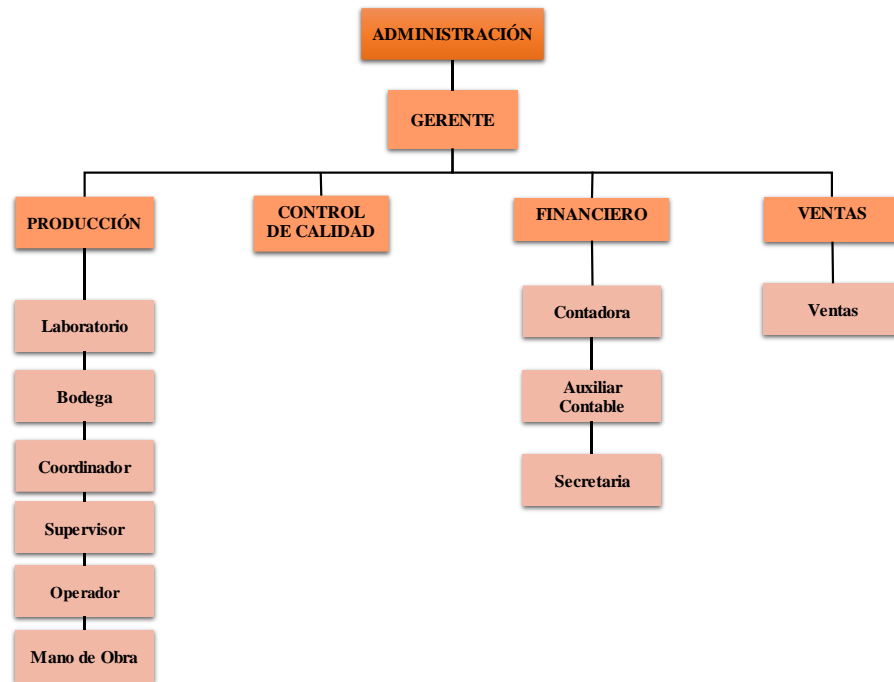 ADMINISTRACIÓN
GERENTE
PRODUCCIÓN
CONTROL
DE CALIDAD
FINANCIERO
VENTAS
Laboratorio
Bodega
Coordinador
Supervisor
Operador
Mano de Obra
Contadora
Auxiliar
Contable
Secretaria
Ventas